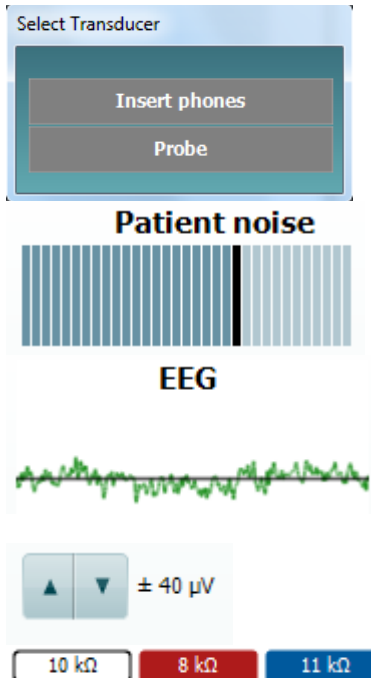 Select Transducer
Insert phones
Probe
Patient noise
EEG
± 40 µV
10 kΩ 8 kΩ 11 kΩ